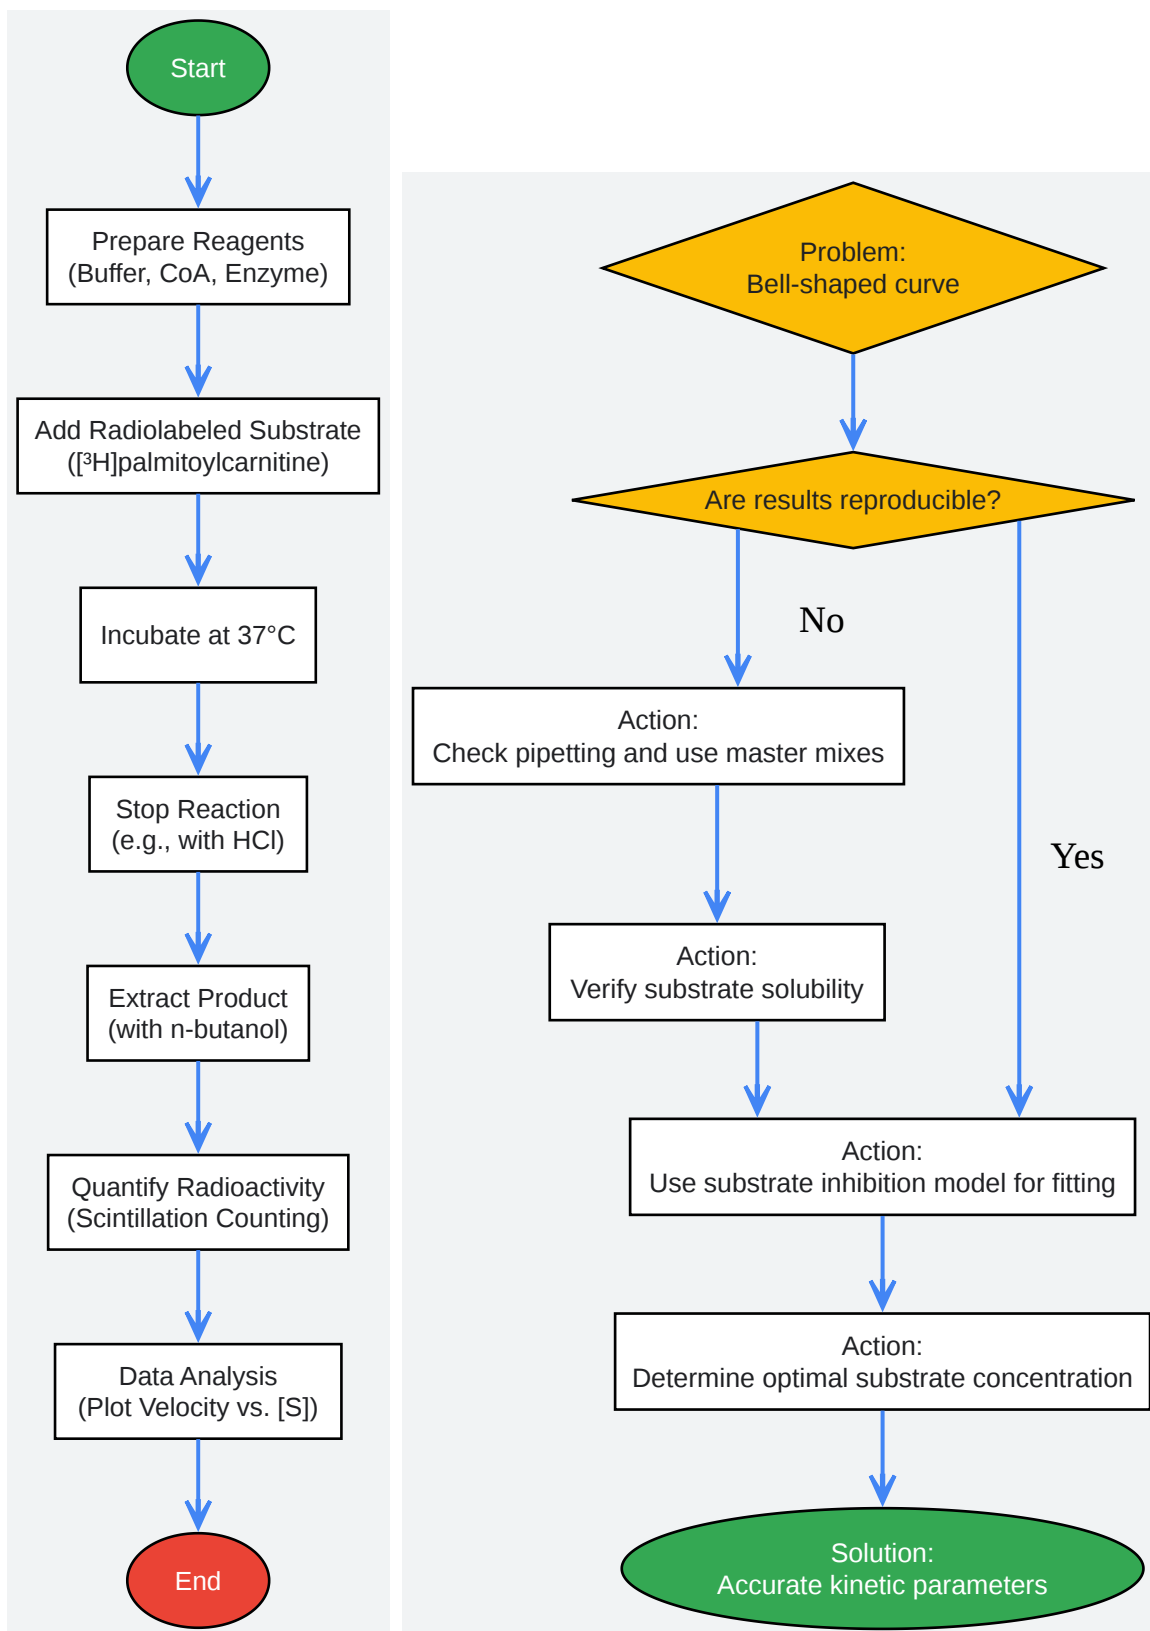 Start
Prepare Reagents
(Buffer, CoA, Enzyme)
Add Radiolabeled Substrate
([³H]palmitoylcarnitine)
Incubate at 37°C
Stop Reaction
(e.g., with HCl)
Extract Product
(with n-butanol)
Quantify Radioactivity
(Scintillation Counting)
Data Analysis
(Plot Velocity vs. [S])
End
Problem:
Bell-shaped curve
Are results reproducible?
No
Yes
Action:
Check pipetting and use master mixes
Action:
Verify substrate solubility
Action:
Use substrate inhibition model for fitting
Action:
Determine optimal substrate concentration
Solution:
Accurate kinetic parameters